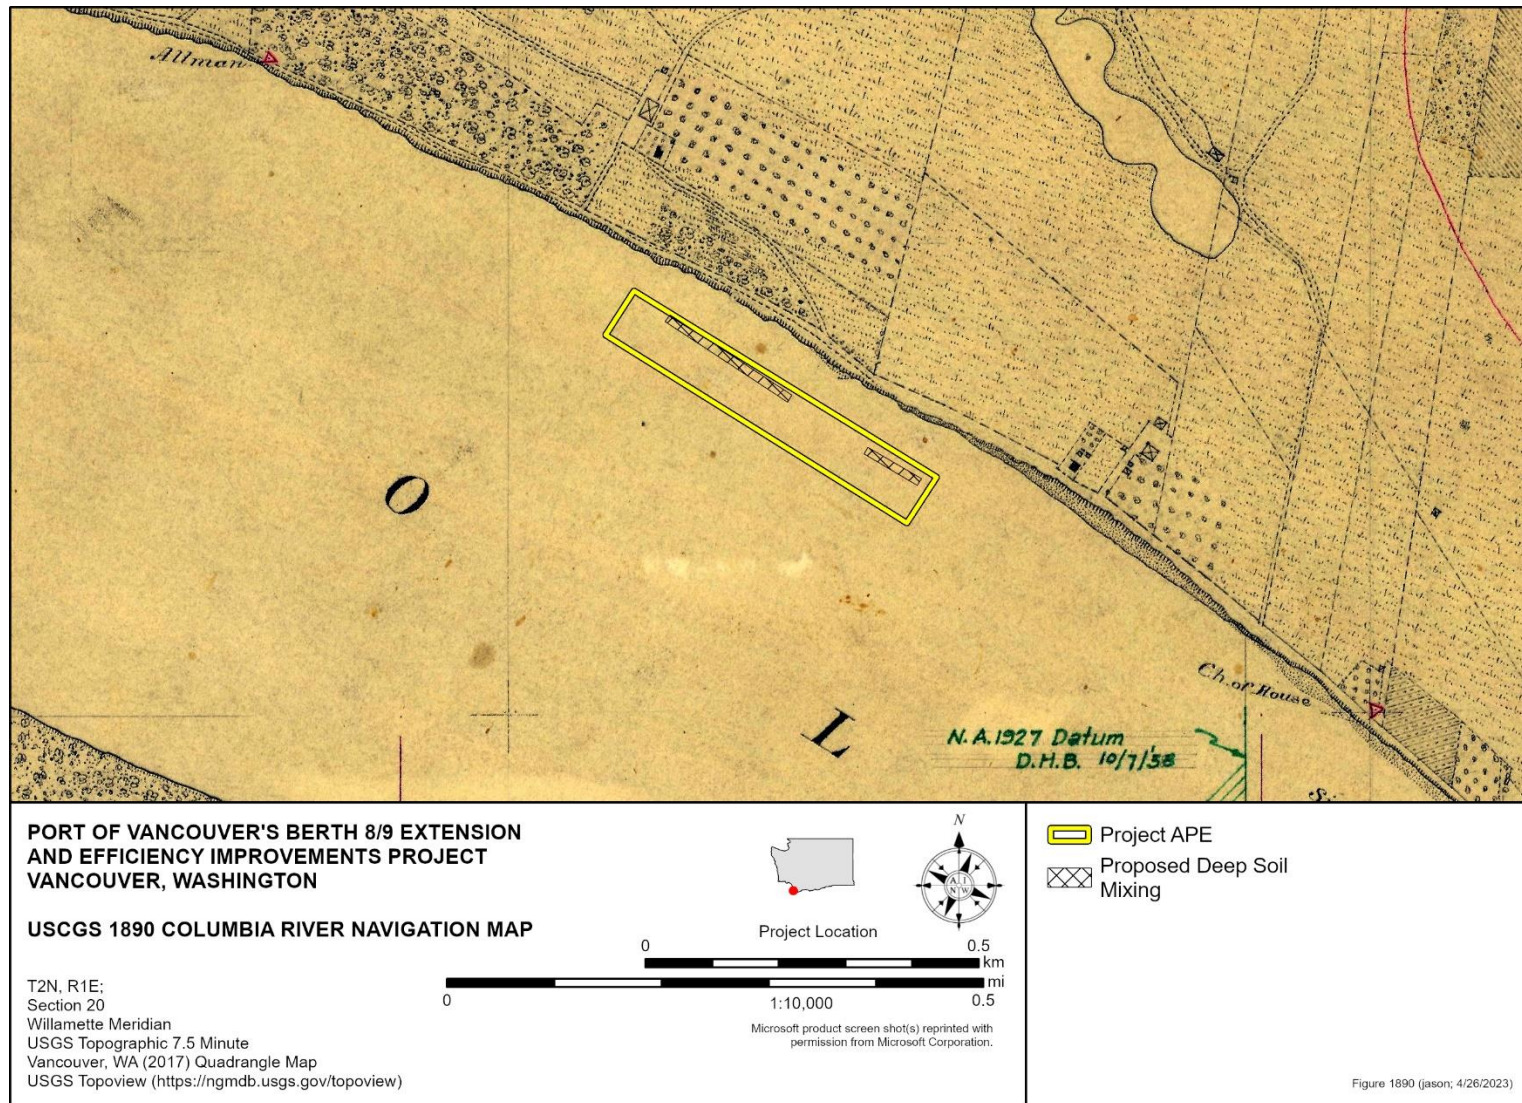 Allman
O
L
Ch. or House
N. A. 1927 Datum
D.H.B. 10/7/38
PORT OF VANCOUVER'S BERTH 8/9 EXTENSION
AND EFFICIENCY IMPROVEMENTS PROJECT
VANCOUVER, WASHINGTON
USCGS 1890 COLUMBIA RIVER NAVIGATION MAP
T2N, R1E;
Section 20
Willamette Meridian
USGS Topographic 7.5 Minute
Vancouver, WA (2017) Quadrangle Map
USGS Topoview (https://ngmdb.usgs.gov/topoview)
Project Location
N
A I
N W
0 0.5
km
mi
0 1:10,000 0.5
Microsoft product screen shot(s) reprinted with
permission from Microsoft Corporation.
Project APE
Proposed Deep Soil
Mixing
Figure 1890 (jason; 4/26/2023)